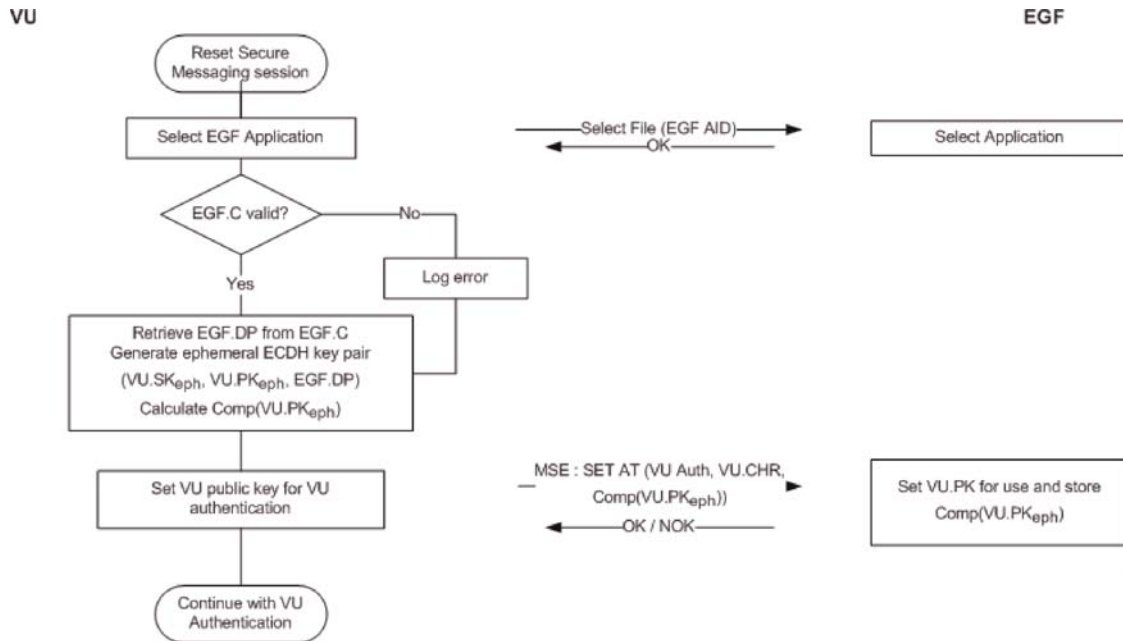 VU
EGF
Reset Secure
Messaging session
Select EGF Application
Select File (EGF AID)
OK
Select Application
EGF.C valid?
No
Log error
Yes
Retrieve EGF.DP from EGF.C
Generate ephemeral ECDH key pair
(VU.SKeph, VU.PKeph, EGF.DP)
Calculate Comp(VU.PKeph)
Set VU public key for VU
authentication
MSE : SET AT (VU Auth, VU.CHR,
Comp(VU.PKeph))
OK / NOK
Set VU.PK for use and store
Comp(VU.PKeph)
Continue with VU
Authentication